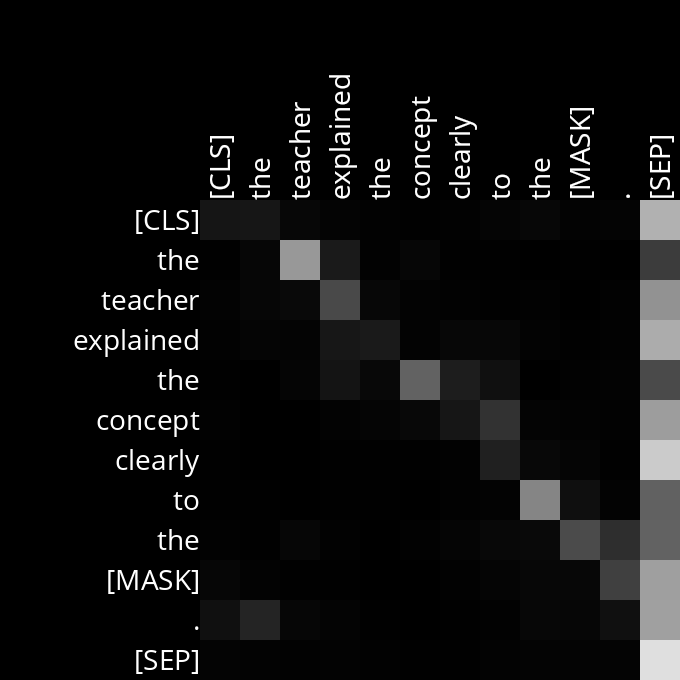 [CLS] the teacher explained the concept clearly to the [MASK] . [SEP]
[CLS]
the
teacher
explained
the
concept
clearly
to
the
[MASK]
.
[SEP]